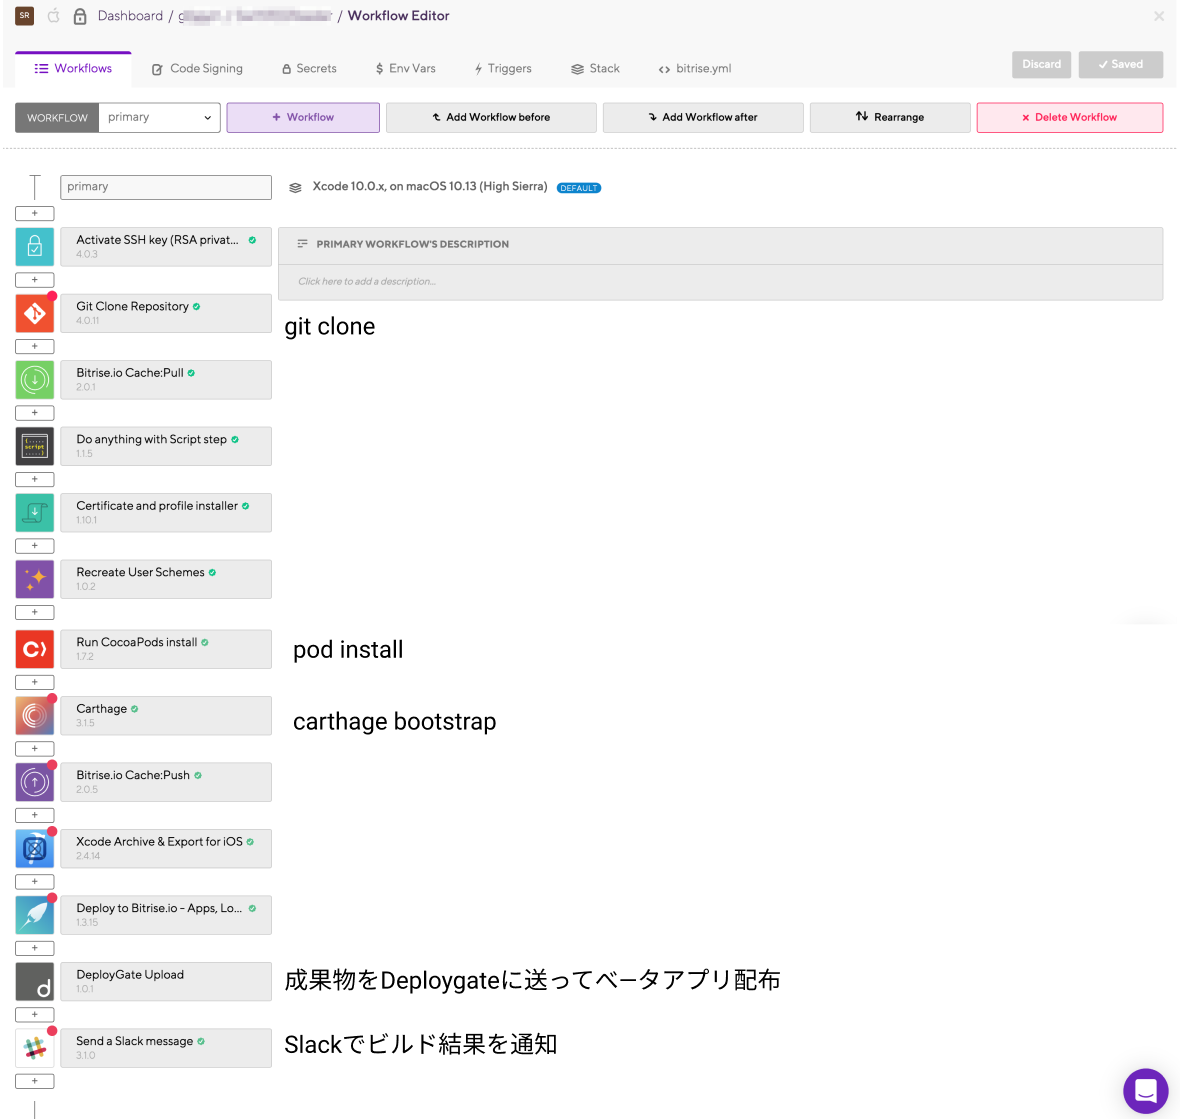 SR Dashboard / g / Workflow Editor
Workflows Code Signing Secrets $ Env Vars Triggers Stack <> bitrise.yml Discard Saved
WORKFLOW primary + Workflow Add Workflow before Add Workflow after Rearrange × Delete Workflow
primary Xcode 10.0.x, on macOS 10.13 (High Sierra) DEFAULT
+
Activate SSH key (RSA privat...
4.0.3
PRIMARY WORKFLOW'S DESCRIPTION
Click here to add a description...
+
Git Clone Repository
4.0.11
git clone
+
Bitrise.io Cache:Pull
2.0.1
+
{.....
script
.....}
Do anything with Script step
1.1.5
+
Certificate and profile installer
1.10.1
+
Recreate User Schemes
1.0.2
+
Run CocoaPods install
1.7.2
pod install
+
Carthage
3.1.5
carthage bootstrap
+
Bitrise.io Cache:Push
2.0.5
+
Xcode Archive & Export for iOS
2.4.14
+
Deploy to Bitrise.io - Apps, Lo...
1.3.15
+
d
DeployGate Upload
1.0.1
成果物をDeploygateに送ってベータアプリ配布
+
Send a Slack message
3.1.0
Slackでビルド結果を通知
+